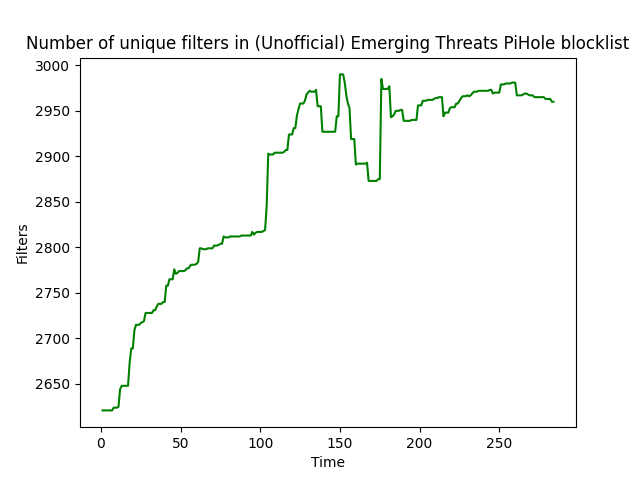 Number of unique filters in (Unofficial) Emerging Threats PiHole blocklist
3000
2950
2900
2850
2800
2750
2700
2650
Filters
0 50 100 150 200 250
Time